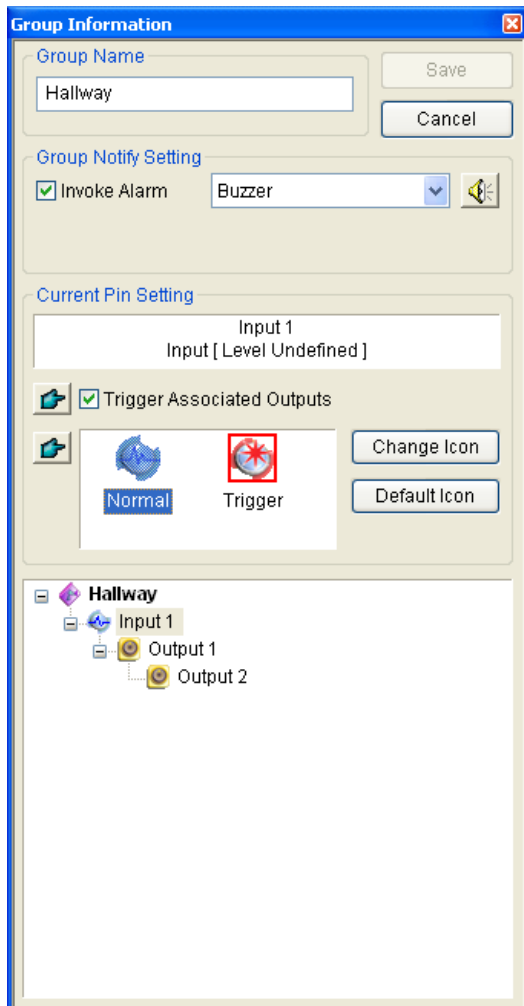 Group Information
Group Name
Save
Hallway
Cancel
Group Notify Setting
Invoke Alarm
Buzzer
Current Pin Setting
Input 1
Input [ Level Undefined ]
Trigger Associated Outputs
Change Icon
Normal
Trigger
Default Icon
Hallway
Input 1
Output 1
Output 2